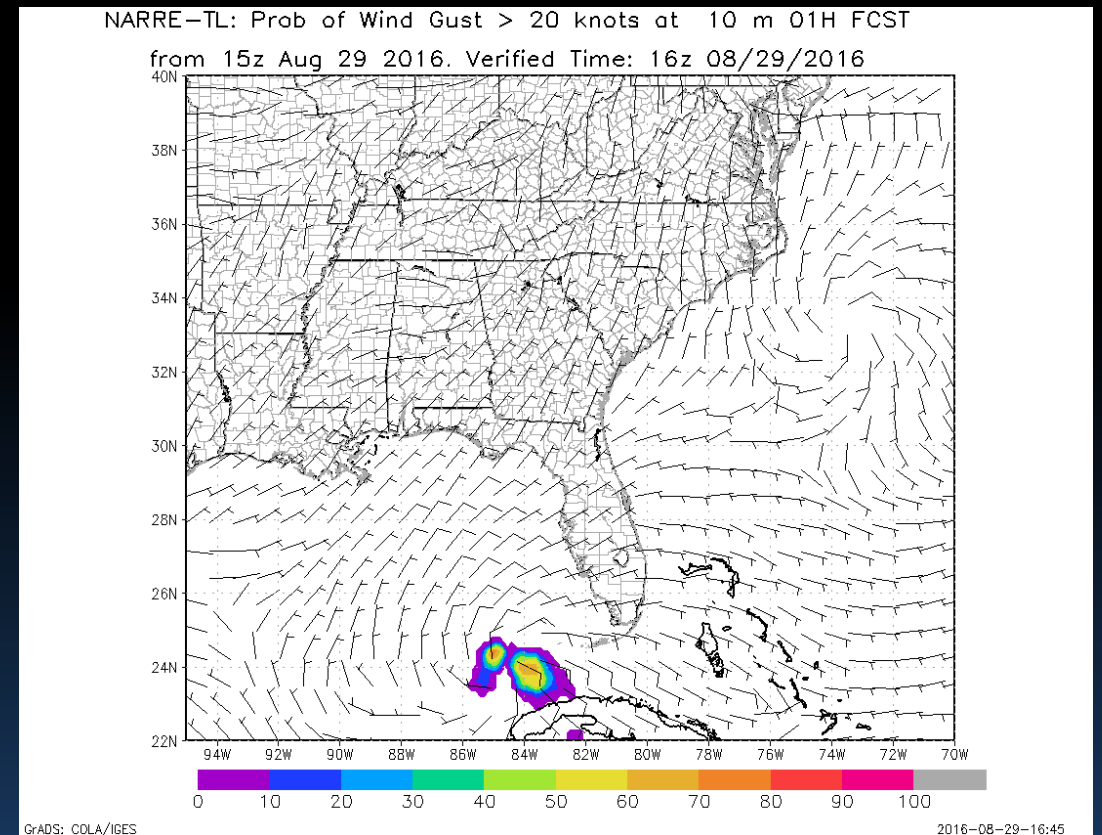 NARRE-TL: Prob of Wind Gust > 20 knots at 10 m 01H FCST
from 15z Aug 29 2016. Verified Time: 16z 08/29/2016
40N
38N
36N
34N
32N
30N
28N
26N
24N
22N
94W 92W 90W 88W 86W 84W 82W 80W 78W 76W 74W 72W 70W
0 10 20 30 40 50 60 70 80 90 100
GrADS: COLA/IGES
2016-08-29-16:45